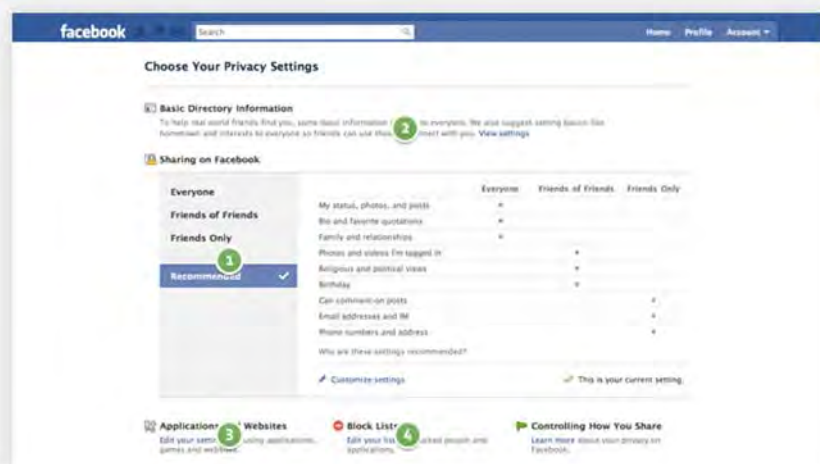 facebook
Search
Home Profile Account
Choose Your Privacy Settings
Basic Directory Information
2
To help real world friends find you, some basic information to everyone. We also suggest setting basics like
hometown and interests to everyone so friends can use those connect with you. View settings
Sharing on Facebook
Everyone
Friends of Friends
Friends Only
1
Recommended
Everyone Friends of Friends Friends Only
My status, photos, and posts
Bio and favorite quotations
Family and relationships
Photos and videos I'm tagged in
Religious and political views
Birthday
Can comment on posts
Email addresses and IM
Phone numbers and address
Who are these settings recommended?
Customize settings
This is your current setting.
Applications Websites
3
Edit your using applications,
games and websites.
Block Lists
4
Edit your people and
applications.
Controlling How You Share
Learn more about your privacy on
Facebook.